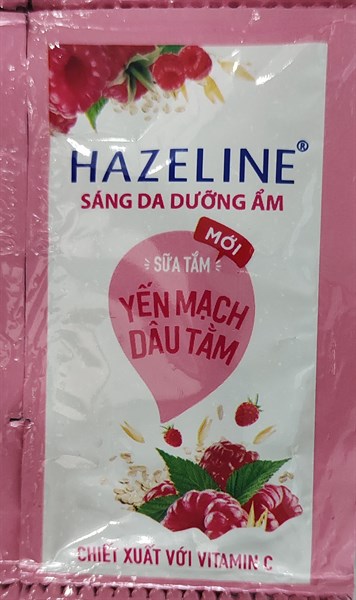 HAZELINE®
SÁNG DA DƯỠNG ẨM
MỚI
SỮA TẮM
YẾN MẠCH
DÂU TẰM
CHIẾT XUẤT VỚI VITAMIN C